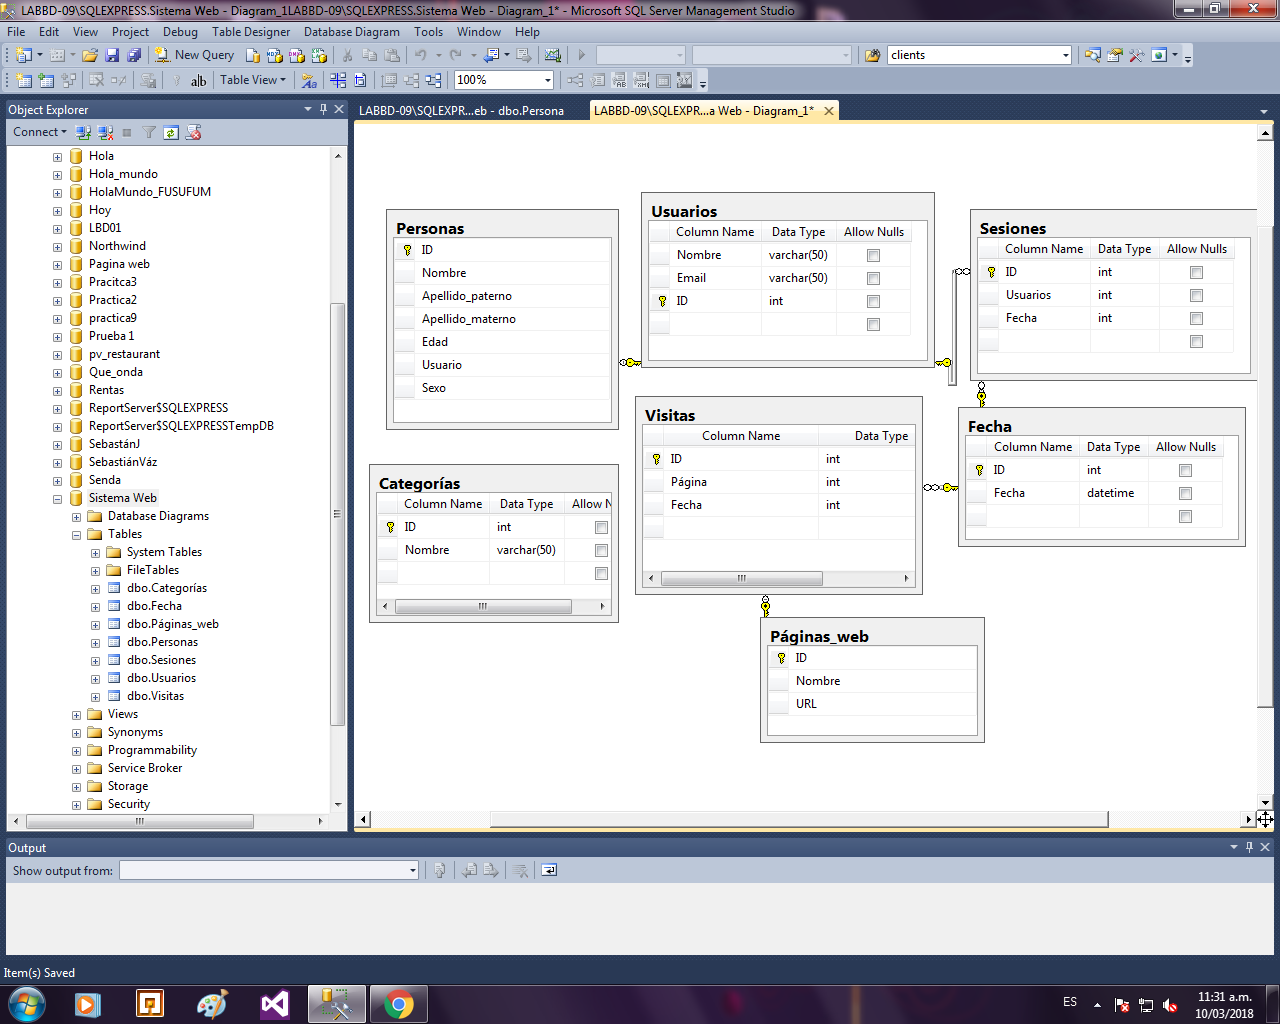 LABBD-09\SQLEXPRESS.Sistema Web - Diagram_1LABBD-09\SQLEXPRESS.Sistema Web - Diagram_1* - Microsoft SQL Server Management Studio
File Edit View Project Debug Table Designer Database Diagram Tools Window Help
New Query
clients
Table View
100%
Object Explorer
Connect
Hola
Hola_mundo
HolaMundo_FUSUFUM
Hoy
LBD01
Northwind
Pagina web
Pracitca3
Practica2
practica9
Prueba 1
pv_restaurant
Que_onda
Rentas
ReportServer$SQLEXPRESS
ReportServer$SQLEXPRESSTempDB
SebastánJ
SebastiánVáz
Senda
Sistema Web
Database Diagrams
Tables
System Tables
FileTables
dbo.Categorías
dbo.Fecha
dbo.Páginas_web
dbo.Personas
dbo.Sesiones
dbo.Usuarios
dbo.Visitas
Views
Synonyms
Programmability
Service Broker
Storage
Security
LABBD-09\SQLEXPR...eb - dbo.Persona
LABBD-09\SQLEXPR...a Web - Diagram_1*
Personas
ID
Nombre
Apellido_paterno
Apellido_materno
Edad
Usuario
Sexo
Usuarios
Column Name Data Type Allow Nulls
Nombre varchar(50)
Email varchar(50)
ID int
Sesiones
Column Name Data Type Allow Nulls
ID int
Usuarios int
Fecha int
Categorías
Column Name Data Type Allow N
ID int
Nombre varchar(50)
Visitas
Column Name Data Type
ID int
Página int
Fecha int
Fecha
Column Name Data Type Allow Nulls
ID int
Fecha datetime
Páginas_web
ID
Nombre
URL
Output
Show output from:
Item(s) Saved
ES
11:31 a.m.
10/03/2018